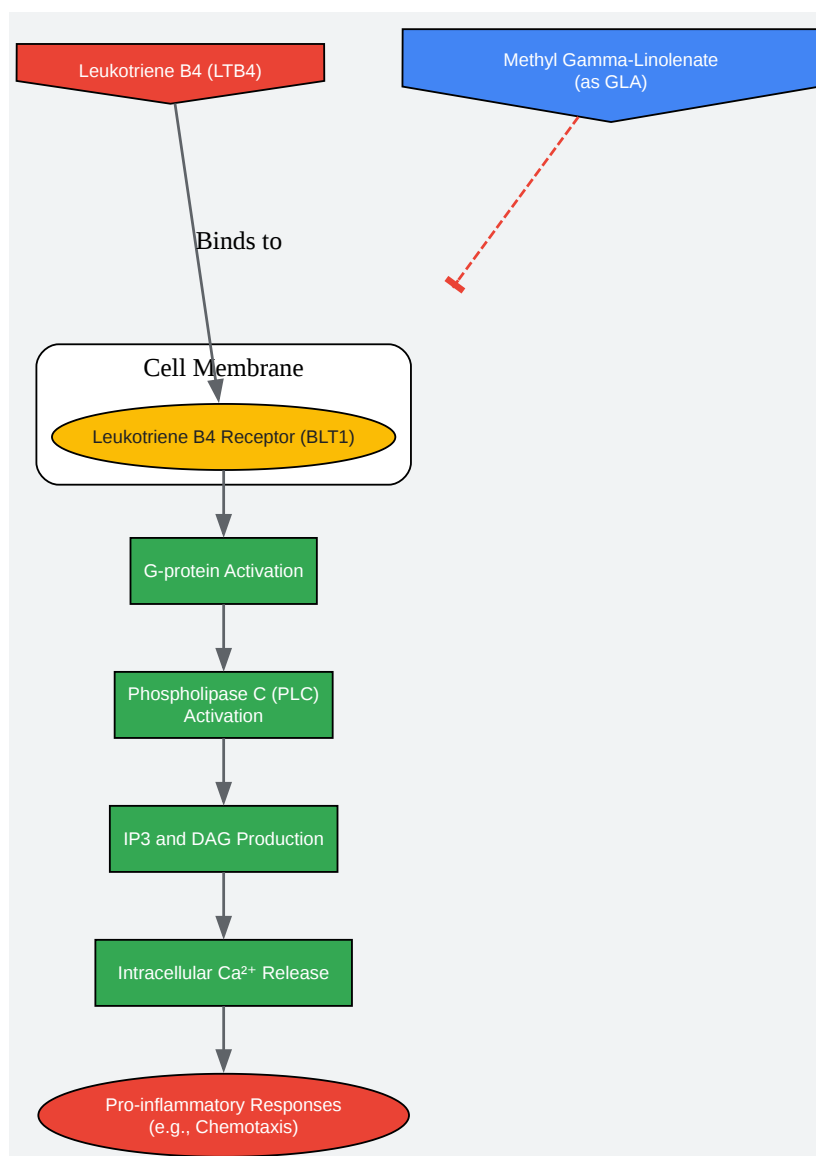 Leukotriene B4 (LTB4)
Methyl Gamma-Linolenate
(as GLA)
Binds to
Cell Membrane
Leukotriene B4 Receptor (BLT1)
G-protein Activation
Phospholipase C (PLC)
Activation
IP3 and DAG Production
Intracellular Ca²⁺ Release
Pro-inflammatory Responses
(e.g., Chemotaxis)